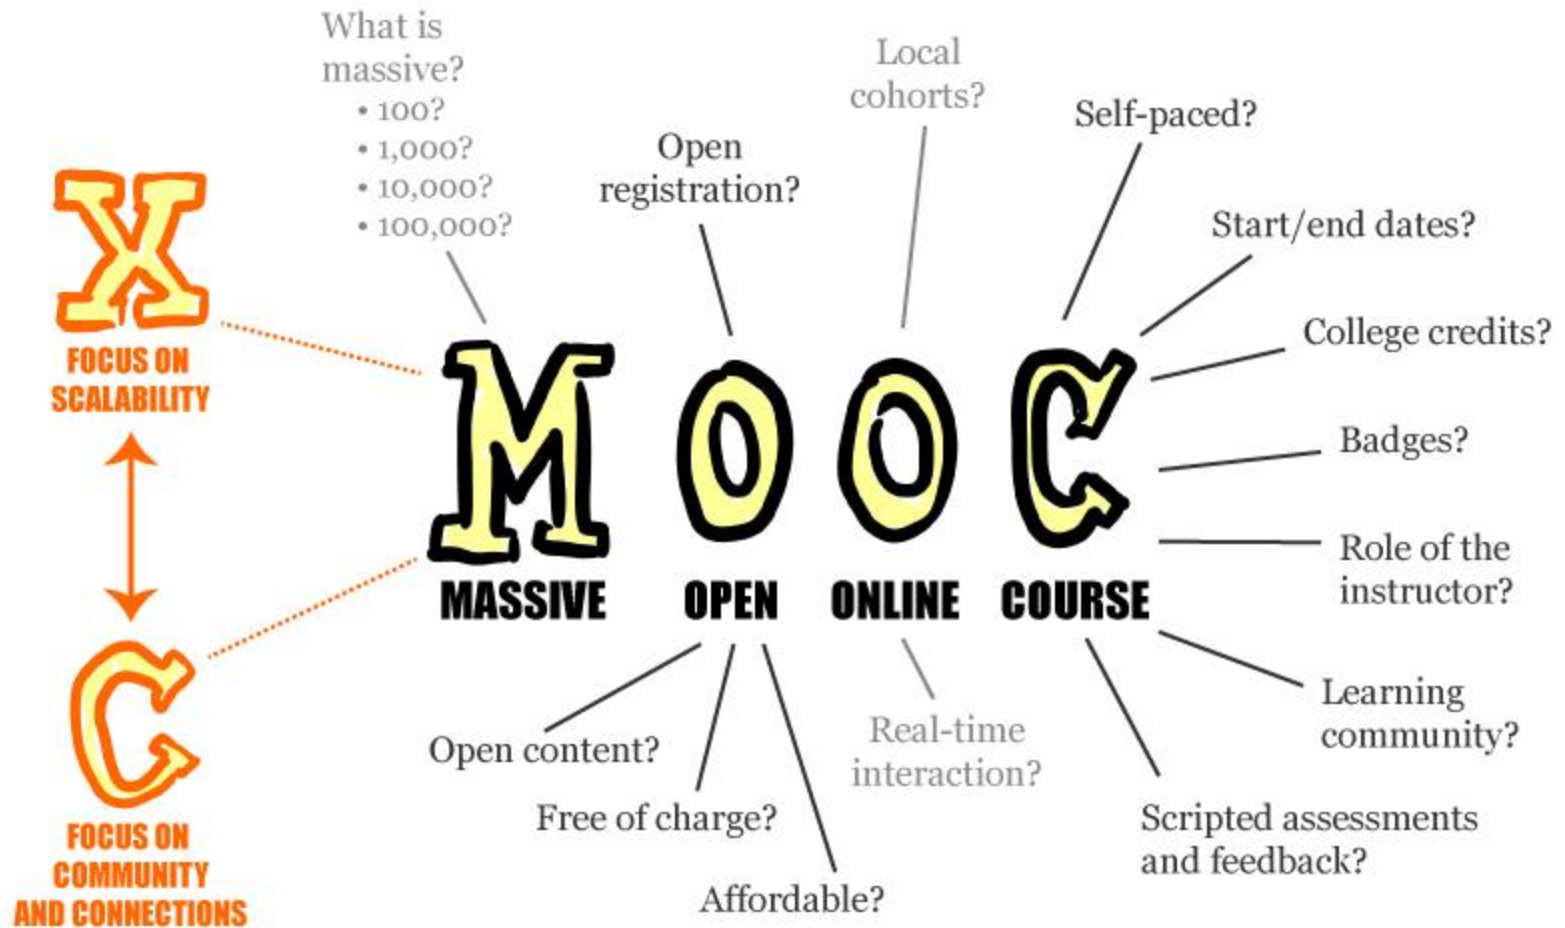 What is
massive?
• 100?
• 1,000?
• 10,000?
• 100,000?
Open
registration?
Local
cohorts?
Self-paced?
Start/end dates?
College credits?
Badges?
Role of the
instructor?
Learning
community?
Scripted assessments
and feedback?
X
FOCUS ON
SCALABILITY
C
FOCUS ON
COMMUNITY
AND CONNECTIONS
MOOC
MASSIVE OPEN ONLINE COURSE
Open content?
Free of charge?
Affordable?
Real-time
interaction?